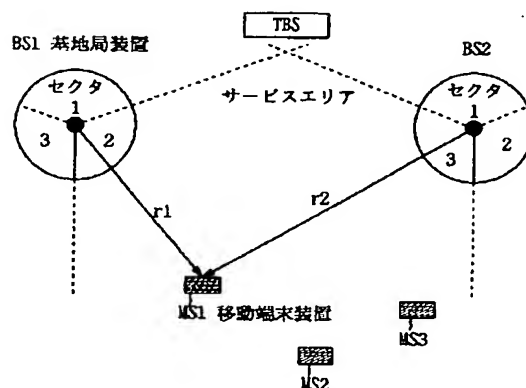 TBS
BS1 基地局装置
BS2
セクタ
1
3
2
サービスエリア
セクタ
1
3
2
r1
r2
MS1 移動端末装置
MS3
MS2